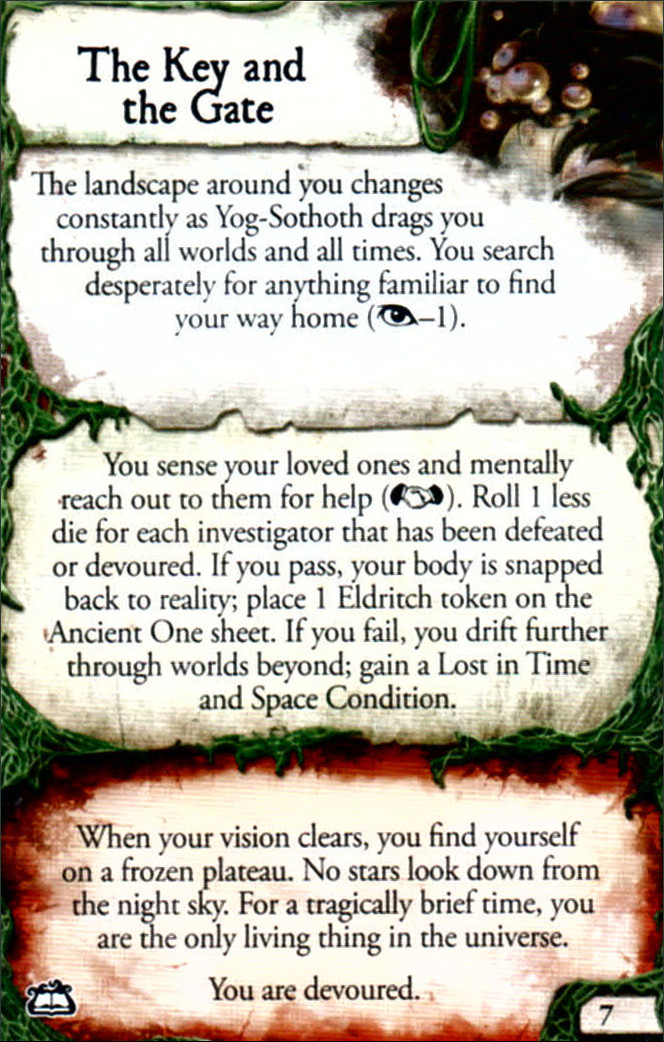 The Key and
the Gate
The landscape around you changes
constantly as Yog-Sothoth drags you
through all worlds and all times. You search
desperately for anything familiar to find
your way home (–1).
You sense your loved ones and mentally
reach out to them for help (). Roll 1 less
die for each investigator that has been defeated
or devoured. If you pass, your body is snapped
back to reality; place 1 Eldritch token on the
Ancient One sheet. If you fail, you drift further
through worlds beyond; gain a Lost in Time
and Space Condition.
When your vision clears, you find yourself
on a frozen plateau. No stars look down from
the night sky. For a tragically brief time, you
are the only living thing in the universe.
You are devoured.
7